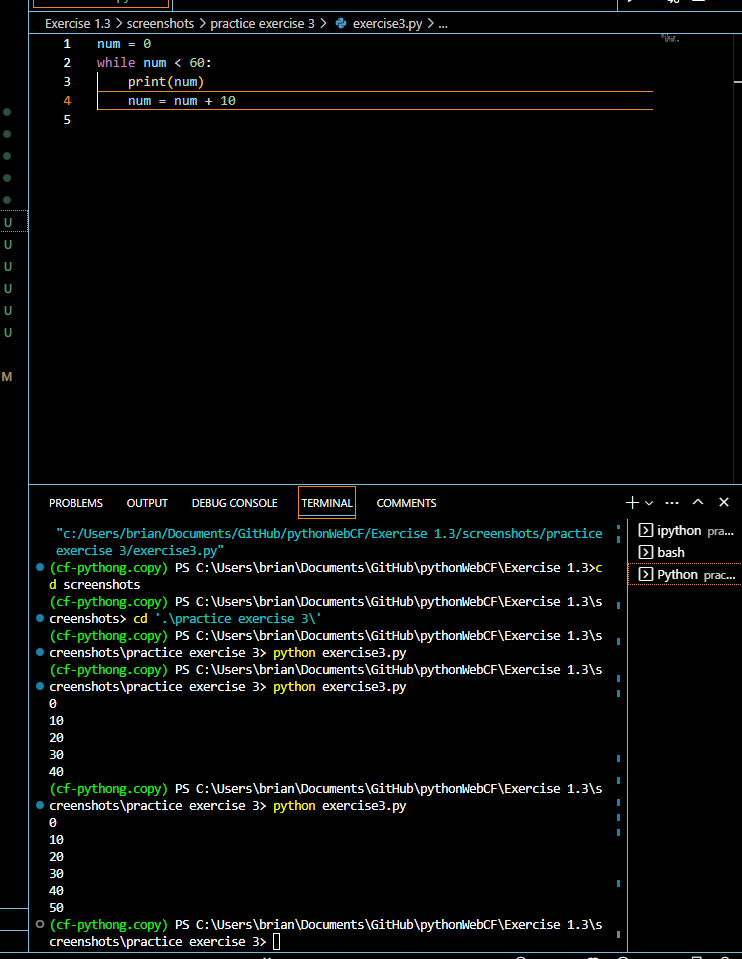 Exercise 1.3 > screenshots > practice exercise 3 > exercise3.py > ...
1 num = 0
2 while num < 60:
3 print(num)
4 num = num + 10
5
U
U
U
U
U
U
M
PROBLEMS OUTPUT DEBUG CONSOLE TERMINAL COMMENTS
"c:/Users/brian/Documents/GitHub/pythonWebCF/Exercise 1.3/screenshots/practice
exercise 3/exercise3.py"
(cf-pythong.copy) PS C:\Users\brian\Documents\GitHub\pythonWebCF\Exercise 1.3>c
d screenshots
(cf-pythong.copy) PS C:\Users\brian\Documents\GitHub\pythonWebCF\Exercise 1.3\s
creenshots> cd '.\practice exercise 3\'
(cf-pythong.copy) PS C:\Users\brian\Documents\GitHub\pythonWebCF\Exercise 1.3\s
creenshots\practice exercise 3> python exercise3.py
(cf-pythong.copy) PS C:\Users\brian\Documents\GitHub\pythonWebCF\Exercise 1.3\s
creenshots\practice exercise 3> python exercise3.py
0
10
20
30
40
(cf-pythong.copy) PS C:\Users\brian\Documents\GitHub\pythonWebCF\Exercise 1.3\s
creenshots\practice exercise 3> python exercise3.py
0
10
20
30
40
50
(cf-pythong.copy) PS C:\Users\brian\Documents\GitHub\pythonWebCF\Exercise 1.3\s
creenshots\practice exercise 3>
ipython pra...
bash
Python prac...